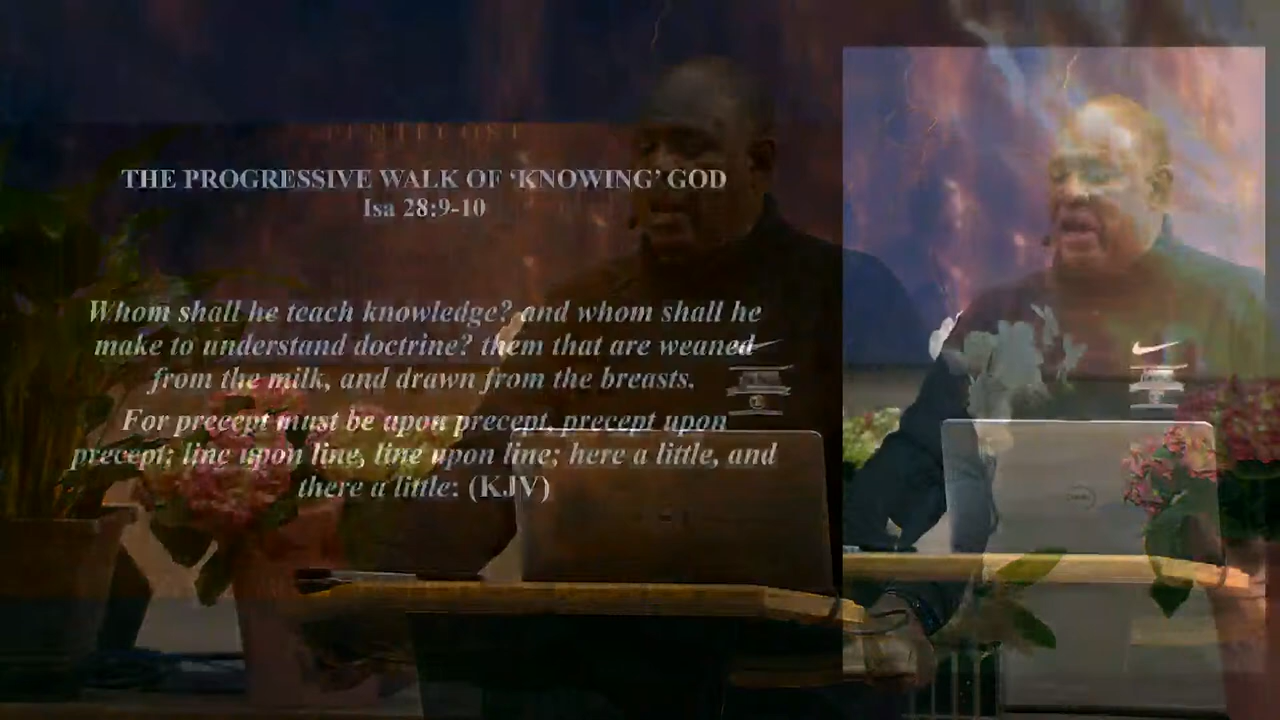 PENTECOST
THE PROGRESSIVE WALK OF ‘KNOWING’ GOD
Isa 28:9-10
Whom shall he teach knowledge? and whom shall he
make to understand doctrine? them that are weaned
from the milk, and drawn from the breasts.
For precept must be upon precept, precept upon
precept; line upon line, line upon line; here a little, and
there a little: (KJV)